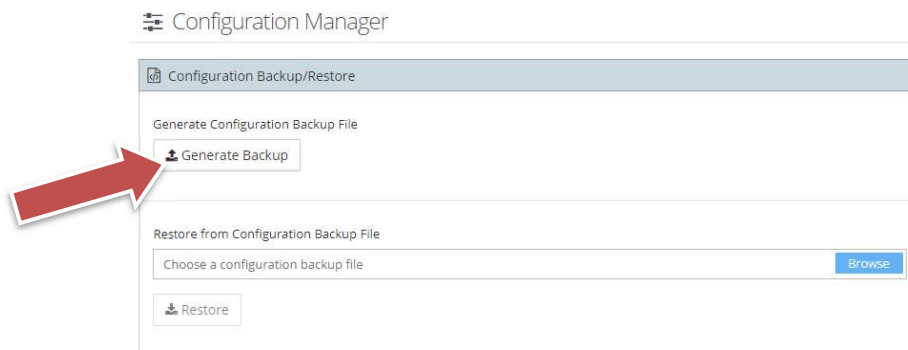 Configuration Manager
Configuration Backup/Restore
Generate Configuration Backup File
Generate Backup
Restore from Configuration Backup File
Choose a configuration backup file Browse
Restore